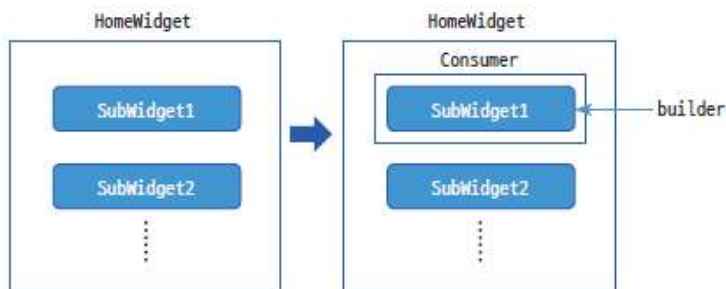 HomeWidget
SubWidget1
SubWidget2
HomeWidget
Consumer
SubWidget1
builder
SubWidget2